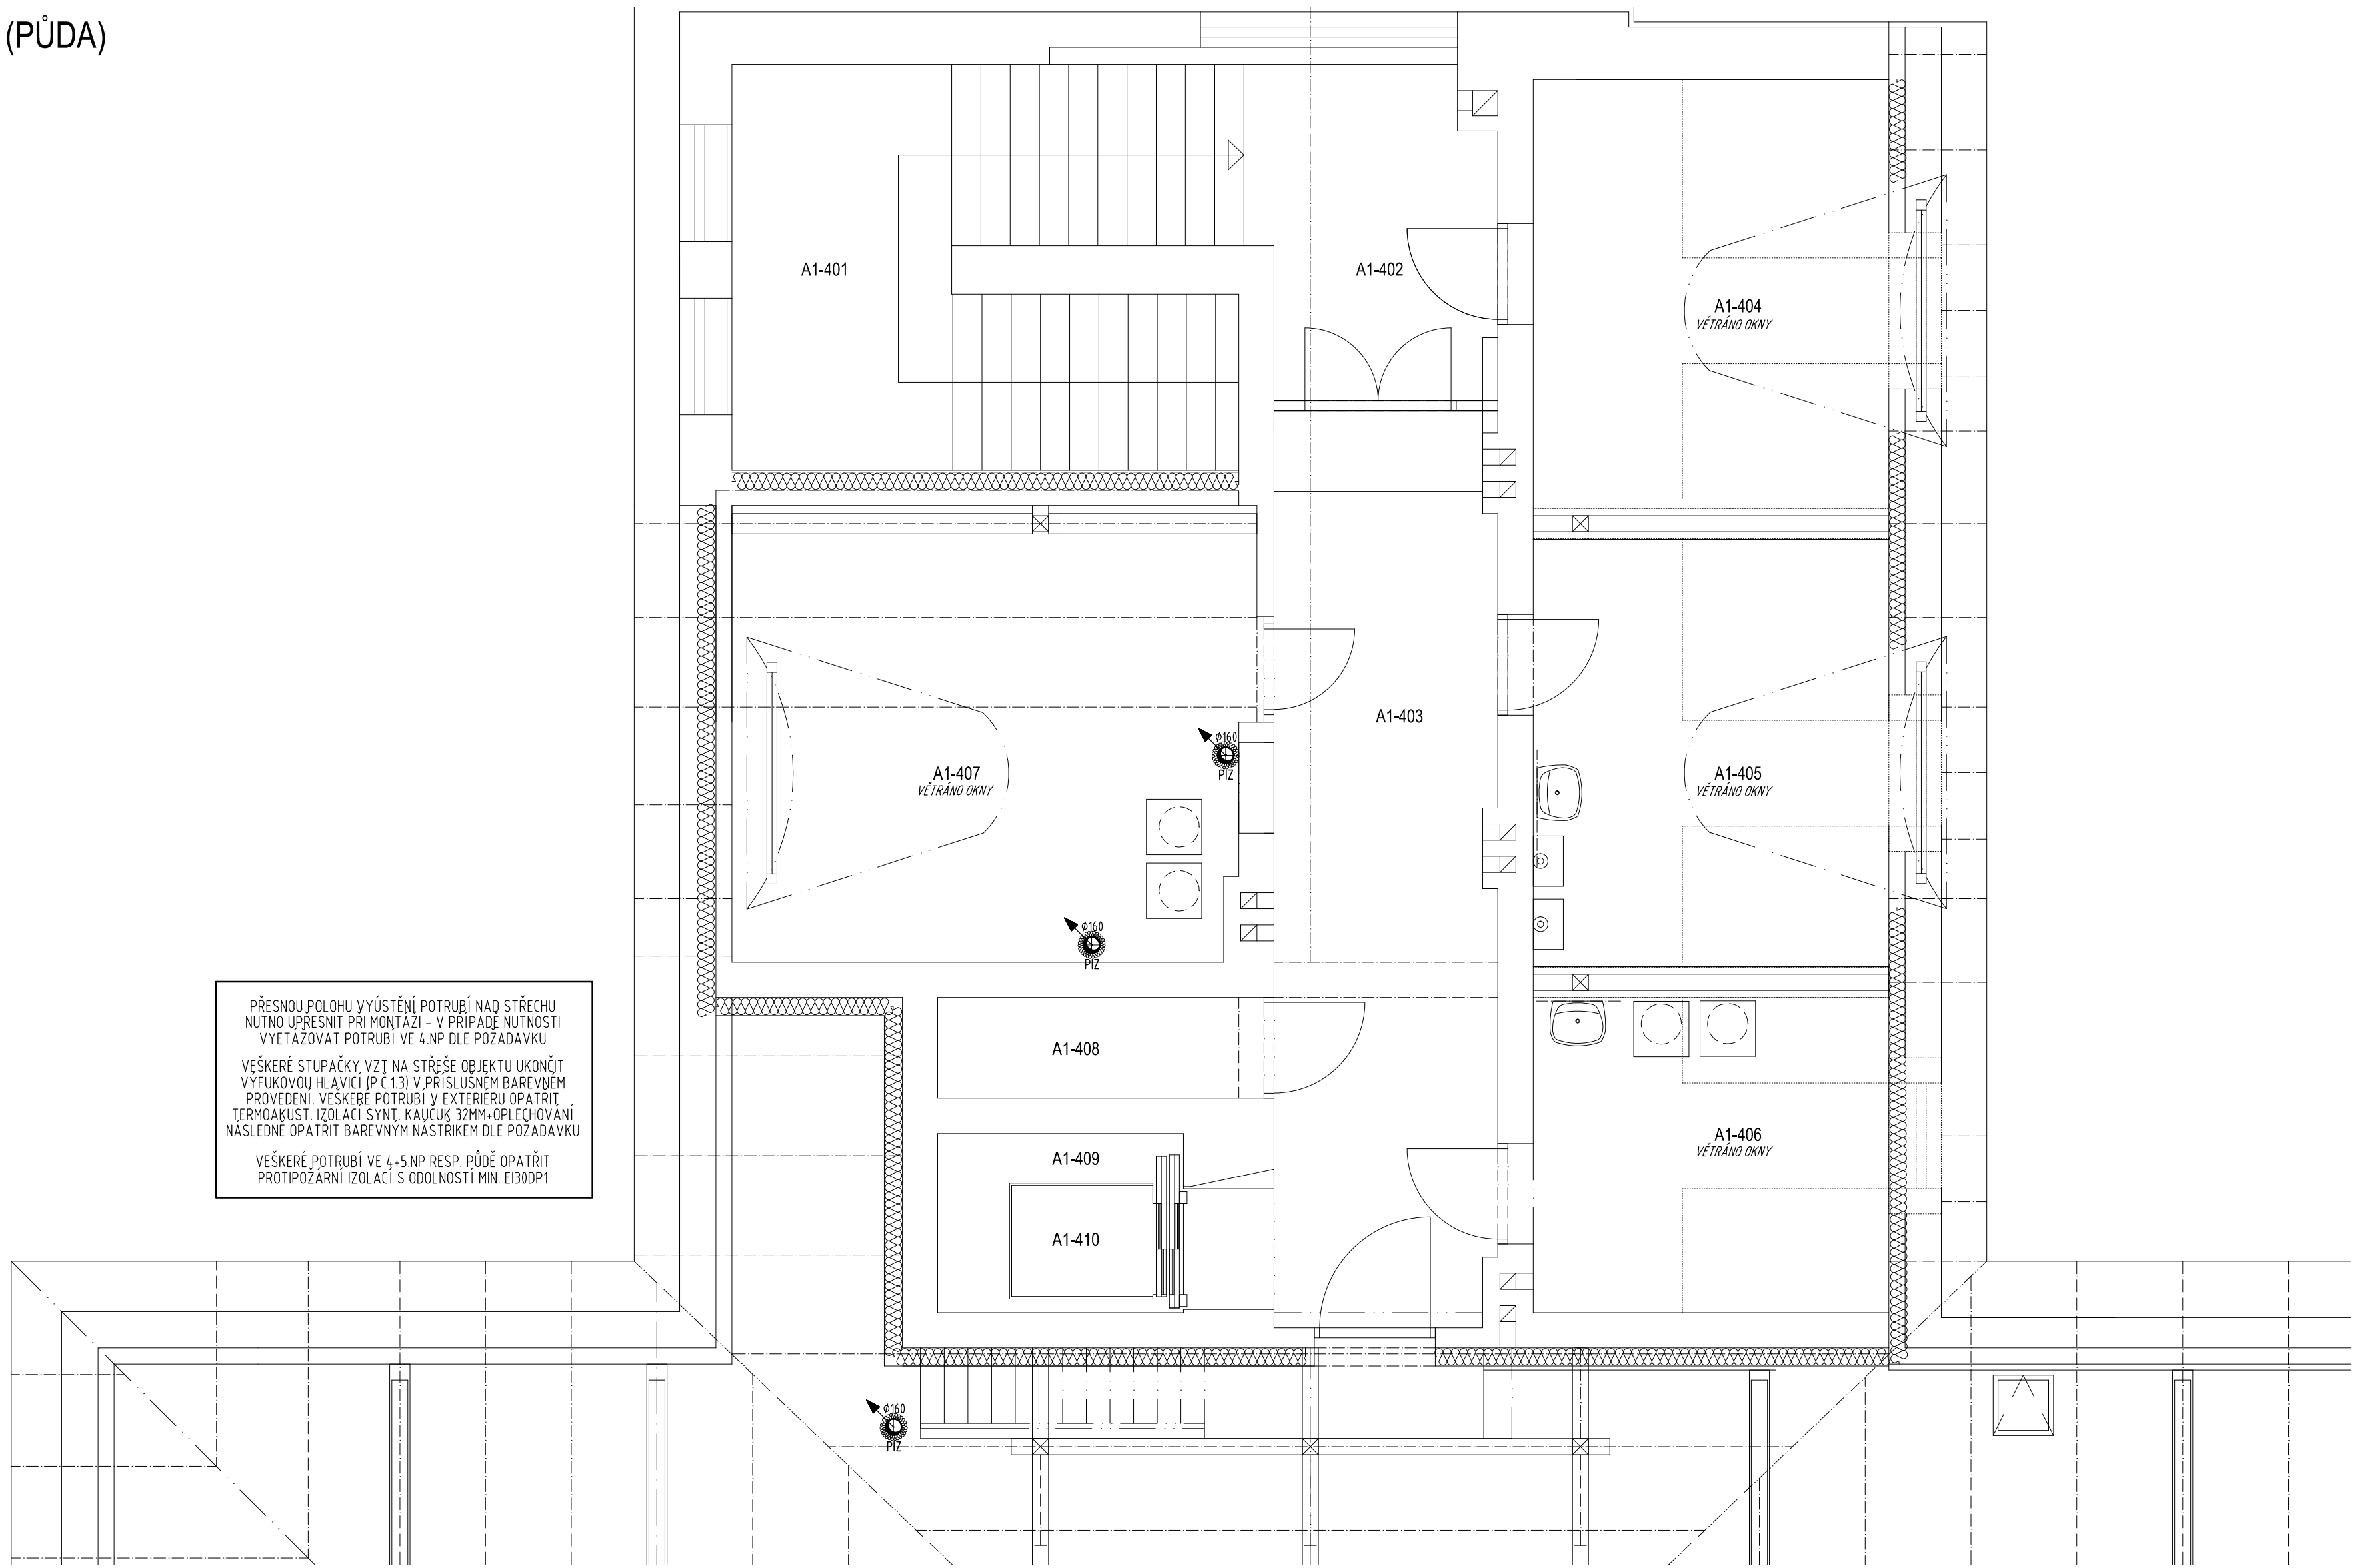 (PŮDA)
A1-401
A1-402
A1-404
VĚTRÁNO OKNY
A1-403
ø160
PIZ
A1-407
VĚTRÁNO OKNY
A1-405
VĚTRÁNO OKNY
ø160
PIZ
PŘESNOU POLOHU VYÚSTĚNÍ POTRUBÍ NAD STŘECHU
NUTNO UPŘESNIT PŘI MONTÁŽI - V PŘÍPADĚ NUTNOSTI
VYETÁŽOVAT POTRUBÍ VE 4.NP DLE POŽADAVKU
VEŠKERÉ STUPAČKY VZT NA STŘEŠE OBJEKTU UKONČIT
VÝFUKOVOU HLAVICÍ (P.Č.1.3) V PŘÍSLUŠNÉM BAREVNÉM
PROVEDENÍ. VEŠKERÉ POTRUBÍ V EXTERIÉRU OPATŘIT
TERMOAKUST. IZOLACÍ SYNT. KAUČUK 32MM+OPLECHOVÁNÍ
NÁSLEDNĚ OPATŘIT BAREVNÝM NÁSTŘIKEM DLE POŽADAVKU
VEŠKERÉ POTRUBÍ VE 4+5.NP RESP. PŮDĚ OPATŘIT
PROTIPOŽÁRNÍ IZOLACÍ S ODOLNOSTÍ MIN. EI30DP1
A1-408
A1-409
A1-410
A1-406
VĚTRÁNO OKNY
ø160
PIZ